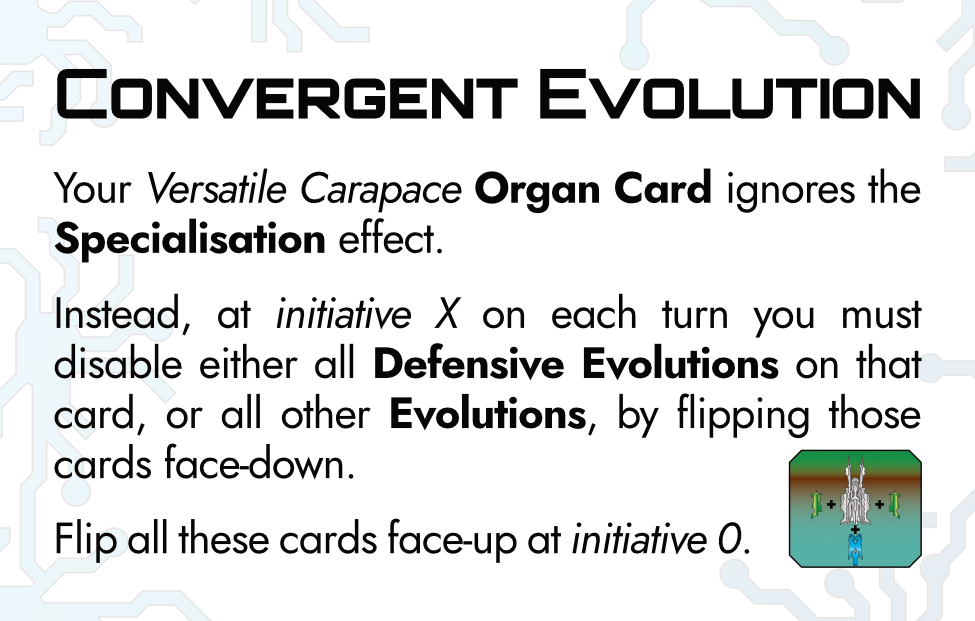 CONVERGENT EVOLUTION
Your Versatile Carapace Organ Card ignores the
Specialisation effect.
Instead, at initiative X on each turn you must
disable either all Defensive Evolutions on that
card, or all other Evolutions, by flipping those
cards face-down.
Flip all these cards face-up at initiative 0.